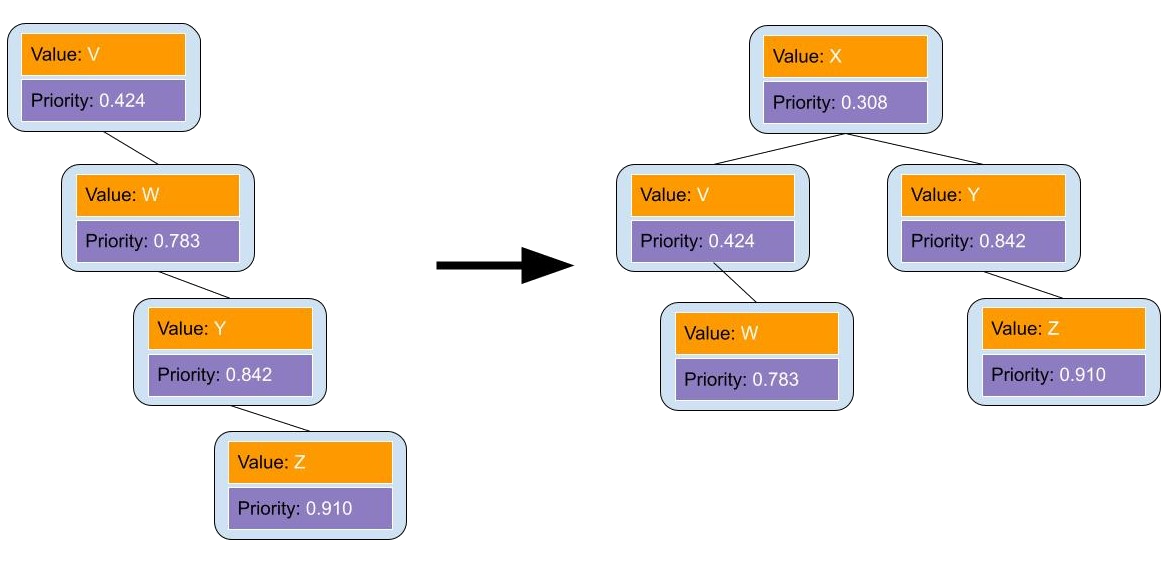 Value: V
Priority: 0.424
Value: W
Priority: 0.783
Value: Y
Priority: 0.842
Value: Z
Priority: 0.910
Value: X
Priority: 0.308
Value: V
Priority: 0.424
Value: Y
Priority: 0.842
Value: W
Priority: 0.783
Value: Z
Priority: 0.910